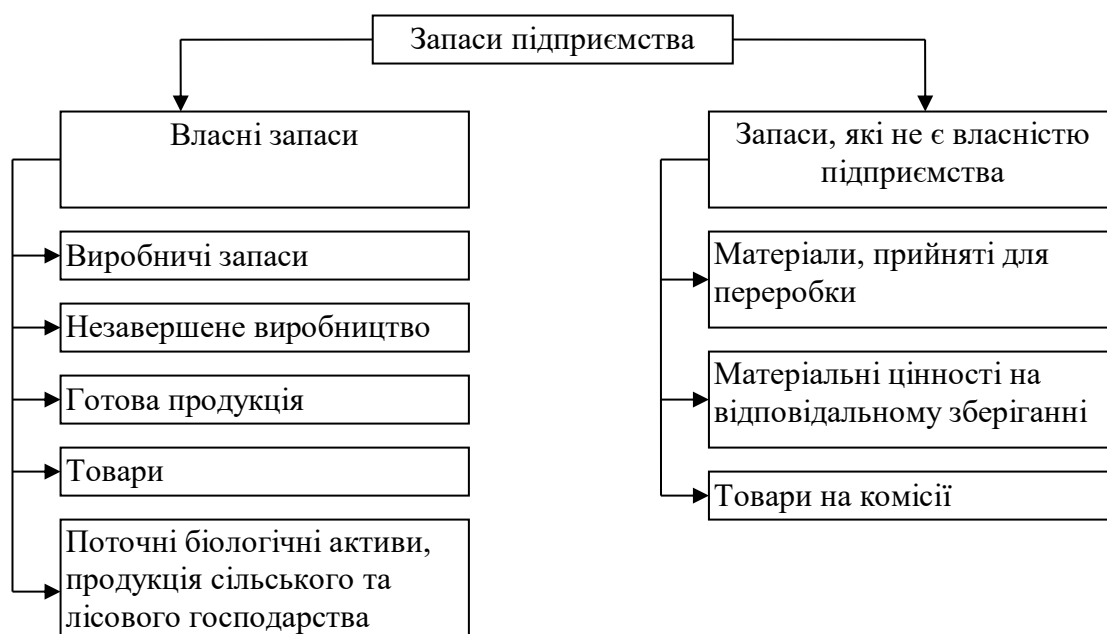 Запаси підприємства
Власні запаси
Виробничі запаси
Незавершене виробництво
Готова продукція
Товари
Поточні біологічні активи,
продукція сільського та
лісового господарства
Запаси, які не є власністю
підприємства
Матеріали, прийняті для
переробки
Матеріальні цінності на
відповідальному зберіганні
Товари на комісії